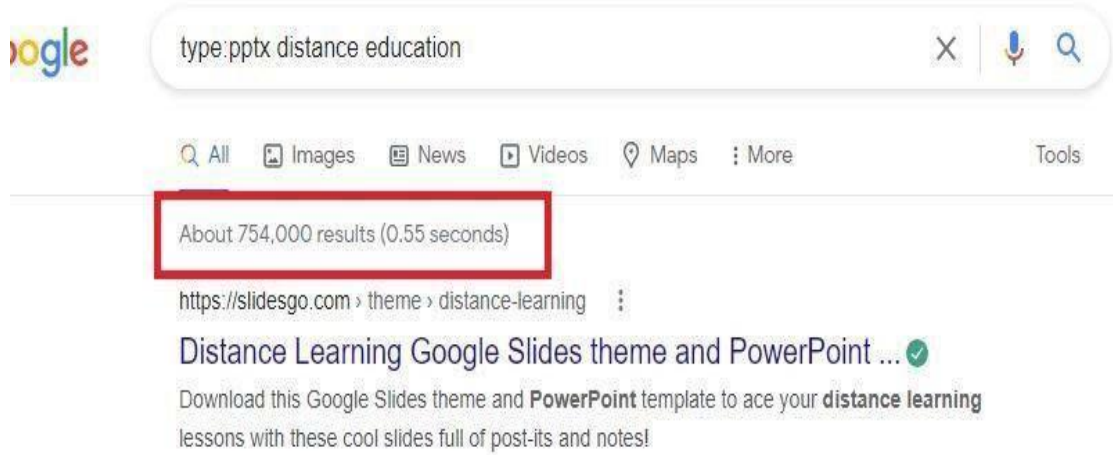 oogle
type:pptx distance education
All Images News Videos Maps More Tools
About 754,000 results (0.55 seconds)
https://slidesgo.com › theme › distance-learning
Distance Learning Google Slides theme and PowerPoint ...
Download this Google Slides theme and PowerPoint template to ace your distance learning
lessons with these cool slides full of post-its and notes!